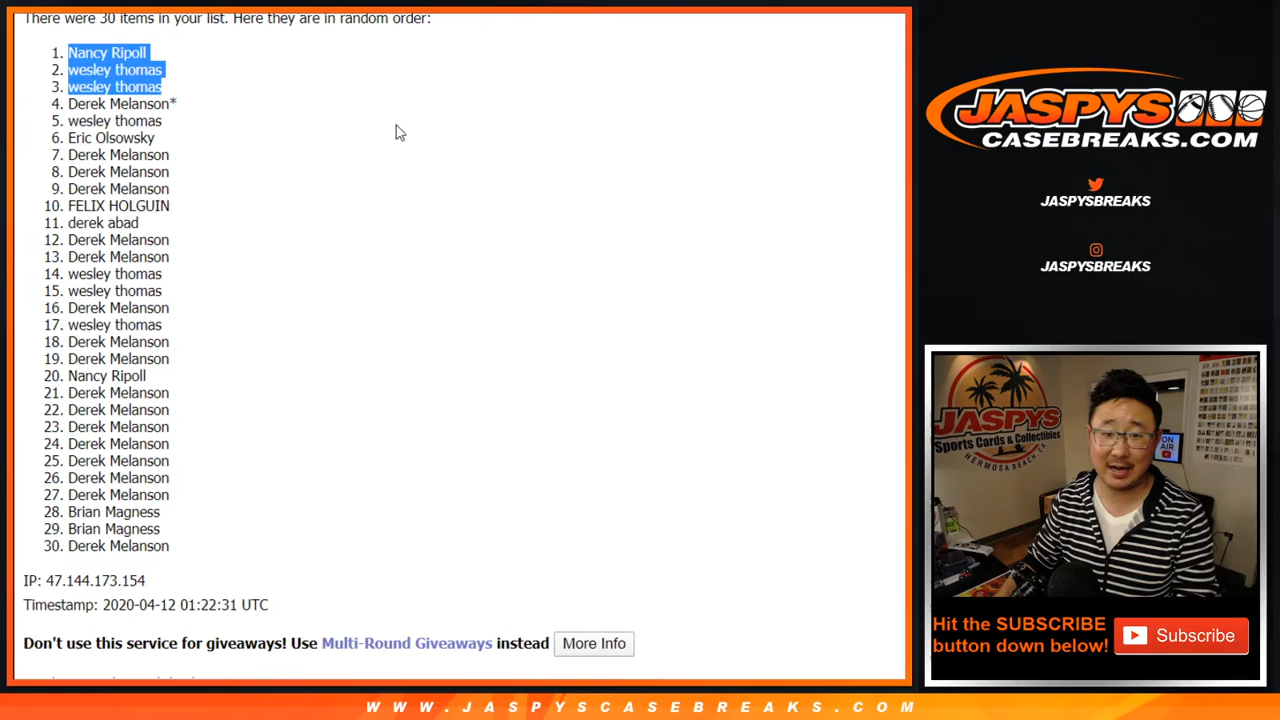 There were 30 items in your list. Here they are in random order:
1. Nancy Ripoll
2. wesley thomas
3. wesley thomas
4. Derek Melanson*
5. wesley thomas
6. Eric Olsowsky
7. Derek Melanson
8. Derek Melanson
9. Derek Melanson
10. FELIX HOLGUIN
11. derek abad
12. Derek Melanson
13. Derek Melanson
14. wesley thomas
15. wesley thomas
16. Derek Melanson
17. wesley thomas
18. Derek Melanson
19. Derek Melanson
20. Nancy Ripoll
21. Derek Melanson
22. Derek Melanson
23. Derek Melanson
24. Derek Melanson
25. Derek Melanson
26. Derek Melanson
27. Derek Melanson
28. Brian Magness
29. Brian Magness
30. Derek Melanson
IP: 47.144.173.154
Timestamp: 2020-04-12 01:22:31 UTC
Don't use this service for giveaways! Use Multi-Round Giveaways instead More Info
JASPYS
CASEBREAKS.COM
JASPYSBREAKS
JASPYSBREAKS
JASPYS
Sports Cards & Collectibles
HERMOSA BEACH, CA
ON
AIR
Hit the SUBSCRIBE
button down below!
Subscribe
WWW.JASPYSCASEBREAKS.COM